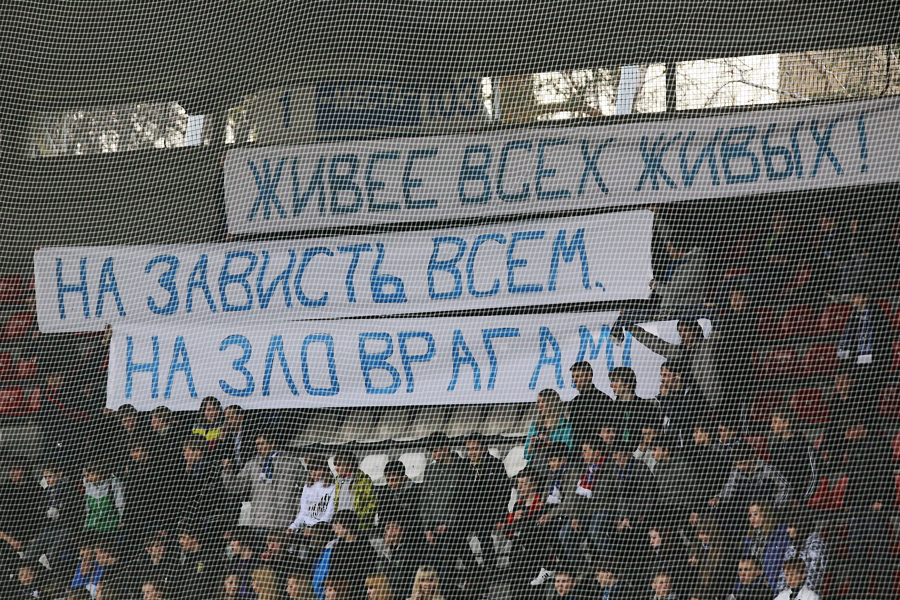 ЖИВЕЕ ВСЕХ ЖИВЫХ!
НА ЗАВИСТЬ ВСЕМ,
НА ЗЛО ВРАГАМ